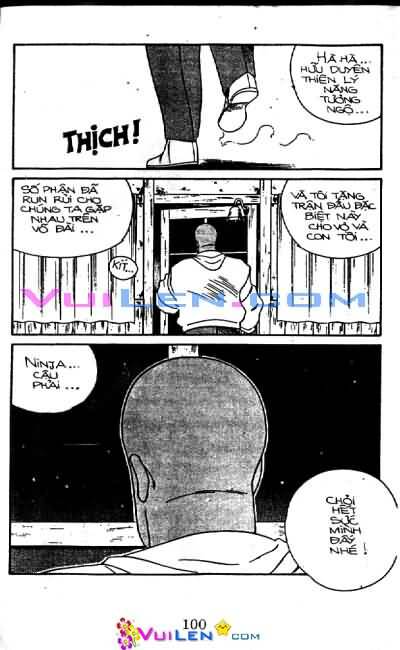 HÀ HÀ...
HỮU DUYÊN
THIÊN LÝ
NĂNG
TƯƠNG
NGỘ...
THỊCH!
SỐ PHẬN ĐÃ
RUN RỦI CHO
CHÚNG TA GẶP
NHAU TRÊN
VÕ ĐÀI...
VÀ TÔI TẶNG
TRẬN ĐẤU ĐẶC
BIỆT NÀY
CHO VỢ VÀ
CON TÔI...
KÍT...
VUILEN.COM
NINJA...
CẬU
PHẢI...
CHƠI
HẾT
SỨC
MÌNH
ĐẤY
NHÉ!
100
VUILEN.COM